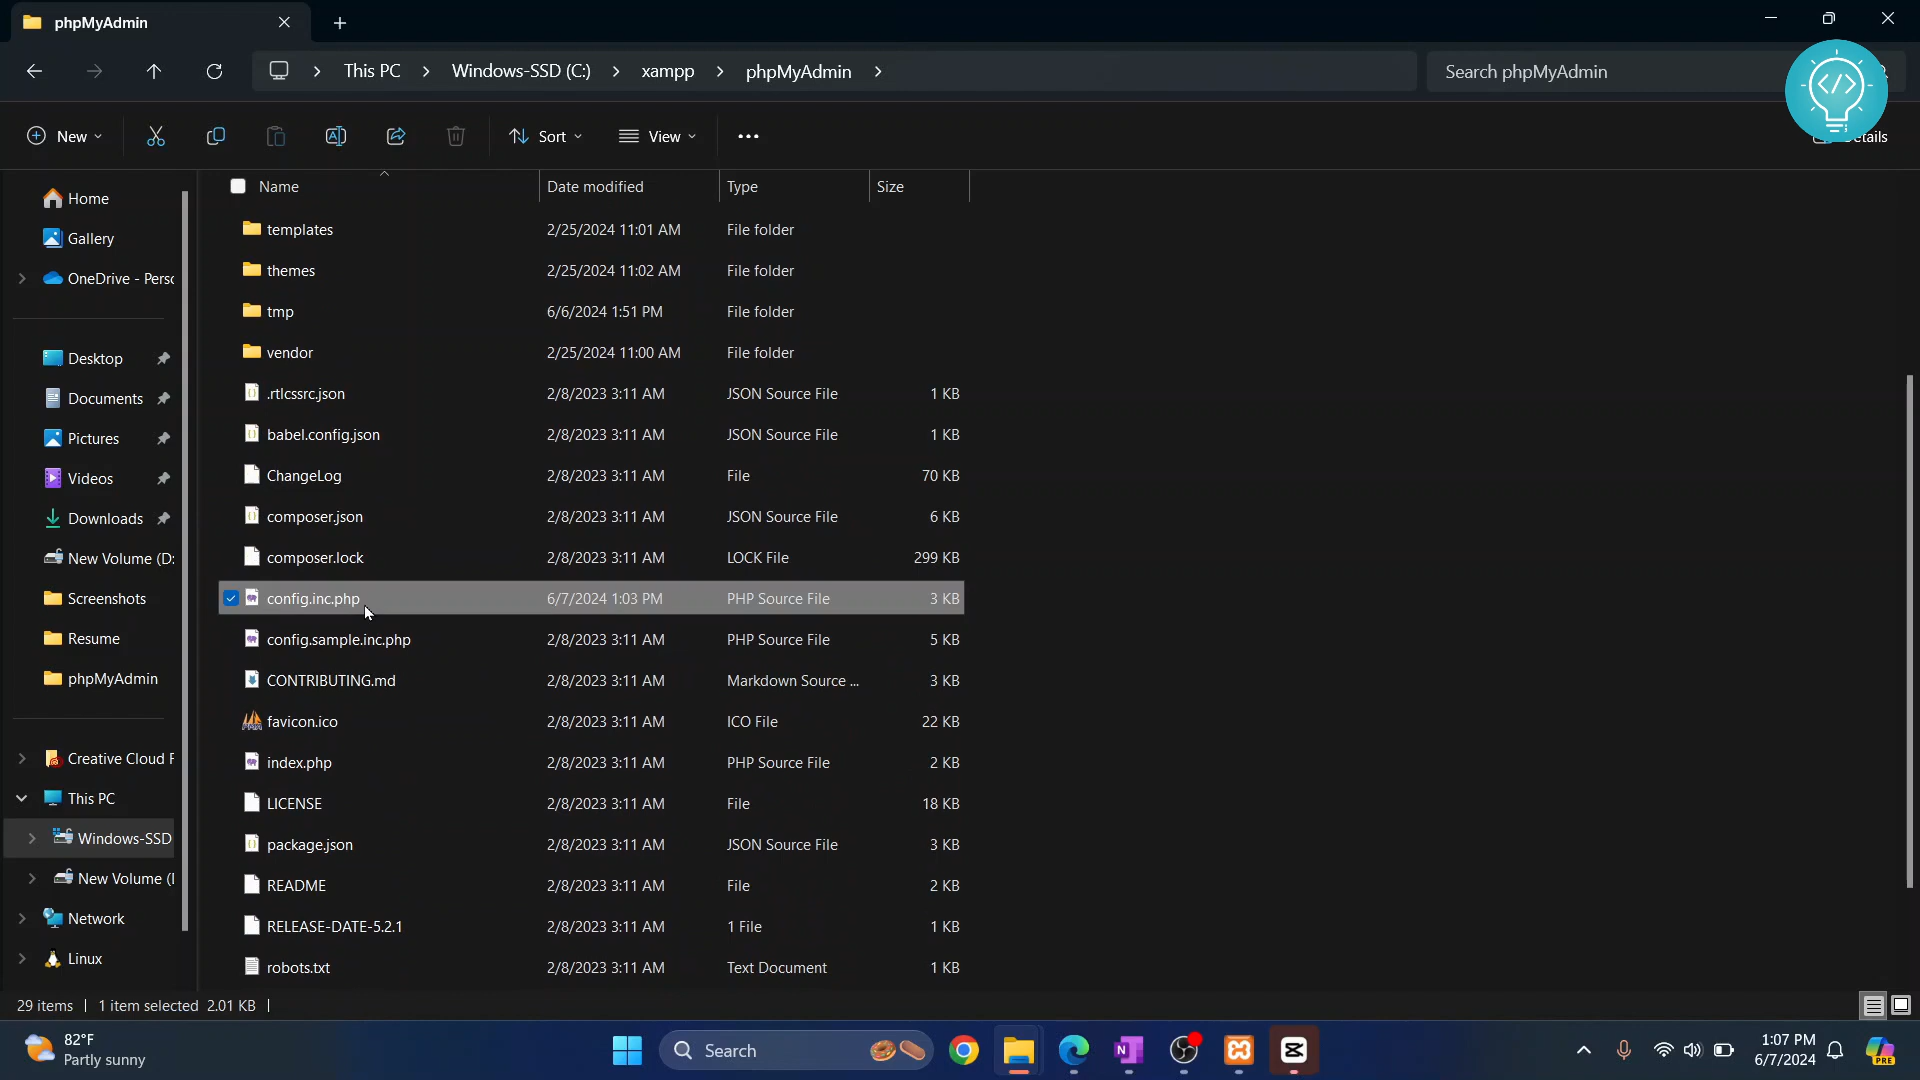 phpMyAdmin
This PC
Windows-SSD (C:)
xampp
phpMyAdmin
Search phpMyAdmin
New
Sort
View
Name
Date modified
Type
Size
Home
Gallery
OneDrive - Persc
Desktop
Documents
Pictures
Videos
Downloads
New Volume (D:
Screenshots
Resume
phpMyAdmin
Creative Cloud F
This PC
Windows-SSD
New Volume (I
Network
Linux
templates 2/25/2024 11:01 AM File folder
themes 2/25/2024 11:02 AM File folder
tmp 6/6/2024 1:51 PM File folder
vendor 2/25/2024 11:00 AM File folder
.rtlcssrc.json 2/8/2023 3:11 AM JSON Source File 1 KB
babel.config.json 2/8/2023 3:11 AM JSON Source File 1 KB
ChangeLog 2/8/2023 3:11 AM File 70 KB
composer.json 2/8/2023 3:11 AM JSON Source File 6 KB
composer.lock 2/8/2023 3:11 AM LOCK File 299 KB
config.inc.php 6/7/2024 1:03 PM PHP Source File 3 KB
config.sample.inc.php 2/8/2023 3:11 AM PHP Source File 5 KB
CONTRIBUTING.md 2/8/2023 3:11 AM Markdown Source ... 3 KB
favicon.ico 2/8/2023 3:11 AM ICO File 22 KB
index.php 2/8/2023 3:11 AM PHP Source File 2 KB
LICENSE 2/8/2023 3:11 AM File 18 KB
package.json 2/8/2023 3:11 AM JSON Source File 3 KB
README 2/8/2023 3:11 AM File 2 KB
RELEASE-DATE-5.2.1 2/8/2023 3:11 AM 1 File 1 KB
robots.txt 2/8/2023 3:11 AM Text Document 1 KB
29 items 1 item selected 2.01 KB
82°F
Partly sunny
Search
1:07 PM
6/7/2024
PRE